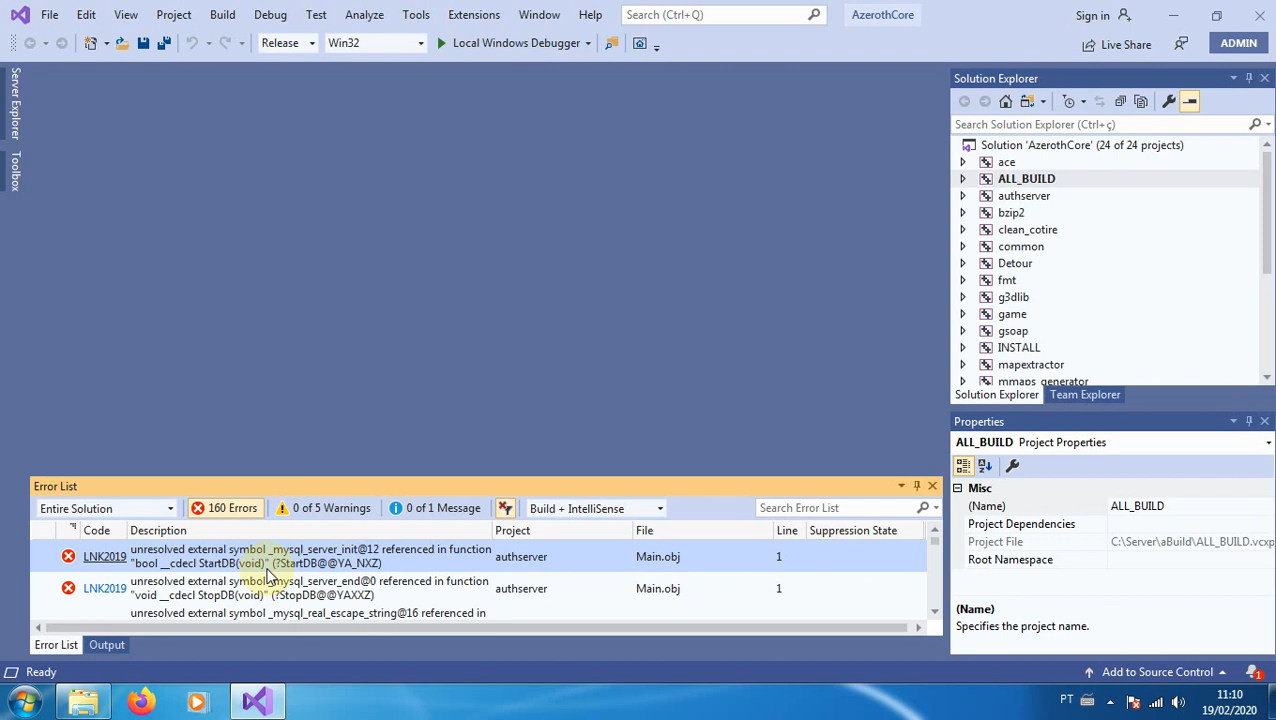 File Edit View Project Build Debug Test Analyze Tools Extensions Window Help Search (Ctrl+Q) AzerothCore Sign in
Release Win32 Local Windows Debugger Live Share ADMIN
Server Explorer
Toolbox
Solution Explorer
Search Solution Explorer (Ctrl+ç)
Solution 'AzerothCore' (24 of 24 projects)
ace
ALL_BUILD
authserver
bzip2
clean_cotire
common
Detour
fmt
g3dlib
game
gsoap
INSTALL
mapextractor
mmaps_generator
Solution Explorer Team Explorer
Properties
ALL_BUILD Project Properties
Misc
(Name) ALL_BUILD
Project Dependencies
Project File C:\Server\aBuild\ALL_BUILD.vcxp
Root Namespace
(Name)
Specifies the project name.
Error List
Entire Solution 160 Errors 0 of 5 Warnings 0 of 1 Message Build + IntelliSense Search Error List
Code Description Project File Line Suppression State
LNK2019 unresolved external symbol _mysql_server_init@12 referenced in function authserver Main.obj 1
"bool __cdecl StartDB(void)" (?StartDB@@YA_NXZ)
LNK2019 unresolved external symbol _mysql_server_end@0 referenced in function authserver Main.obj 1
"void __cdecl StopDB(void)" (?StopDB@@YAXXZ)
unresolved external symbol _mysql_real_escape_string@16 referenced in
Error List Output
Ready Add to Source Control 1
PT 11:10
19/02/2020